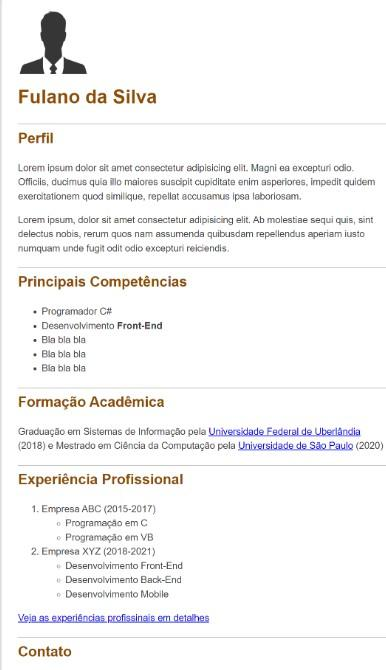 Fulano da Silva
Perfil
Lorem ipsum dolor sit amet consectetur adipisicing elit. Magni ea excepturi odio.
Officiis, ducimus quia illo maiores suscipit cupiditate enim asperiores, impedit quidem
exercitationem quod similique, repellat accusamus ipsa laboriosam.
Lorem ipsum, dolor sit amet consectetur adipisicing elit. Ab molestiae sequi quis, sint
delectus nobis, rerum quos nam assumenda quibusdam repellendus aperiam iusto
numquam unde fugit odit odio excepturi reiciendis.
Principais Competências
• Programador C#
• Desenvolvimento Front-End
• Bla bla bla
• Bla bla bla
• Bla bla bla
Formação Acadêmica
Graduação em Sistemas de Informação pela Universidade Federal de Uberlândia
(2018) e Mestrado em Ciência da Computação pela Universidade de São Paulo (2020)
Experiência Profissional
1. Empresa ABC (2015-2017)
◦ Programação em C
◦ Programação em VB
2. Empresa XYZ (2018-2021)
◦ Desenvolvimento Front-End
◦ Desenvolvimento Back-End
◦ Desenvolvimento Mobile
Veja as experiências profissinais em detalhes
Contato